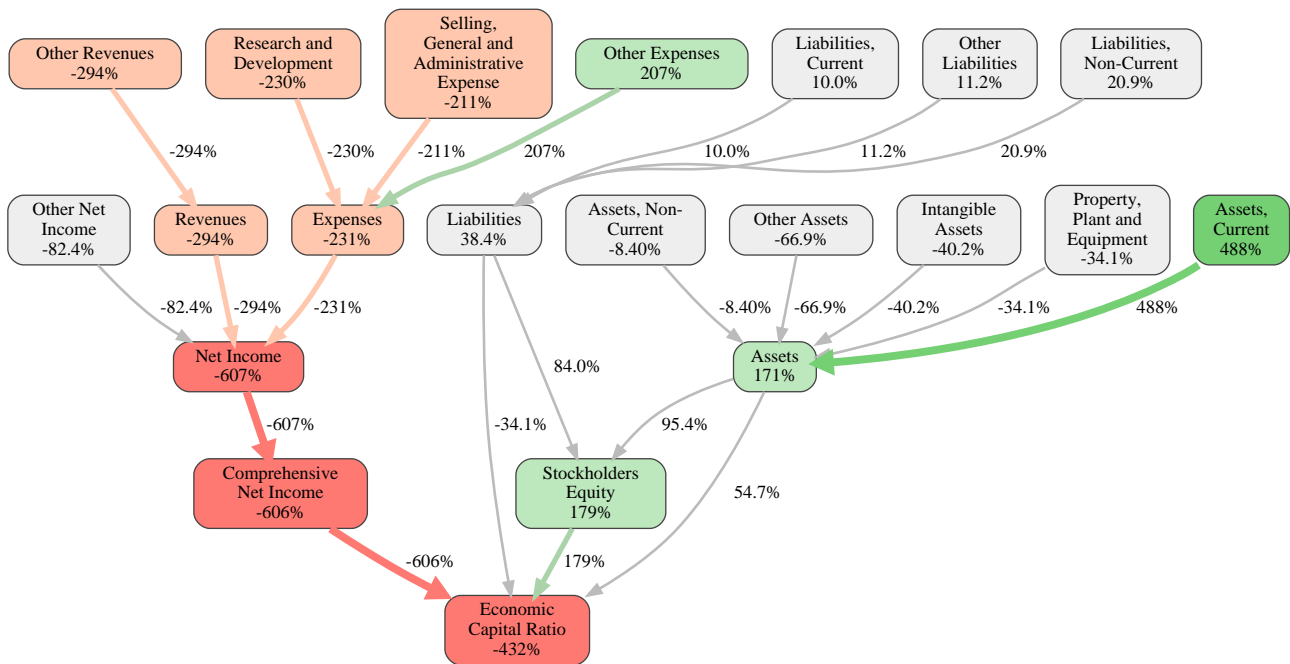 Other Revenues
-294%
Research and
Development
-230%
Selling,
General and
Administrative
Expense
-211%
Other Expenses
207%
Liabilities,
Current
10.0%
Other
Liabilities
11.2%
Liabilities,
Non-Current
20.9%
-294%
-230%
-211%
207%
10.0%
11.2%
20.9%
Other Net
Income
-82.4%
Revenues
-294%
Expenses
-231%
Liabilities
38.4%
Assets, Non-
Current
-8.40%
Other Assets
-66.9%
Intangible
Assets
-40.2%
Property,
Plant and
Equipment
-34.1%
Assets,
Current
488%
-82.4%
-294%
-231%
-8.40%
-66.9%
-40.2%
-34.1%
488%
Net Income
-607%
84.0%
Assets
171%
-607%
-34.1%
95.4%
Comprehensive
Net Income
-606%
Stockholders
Equity
179%
54.7%
-606%
179%
Economic
Capital Ratio
-432%